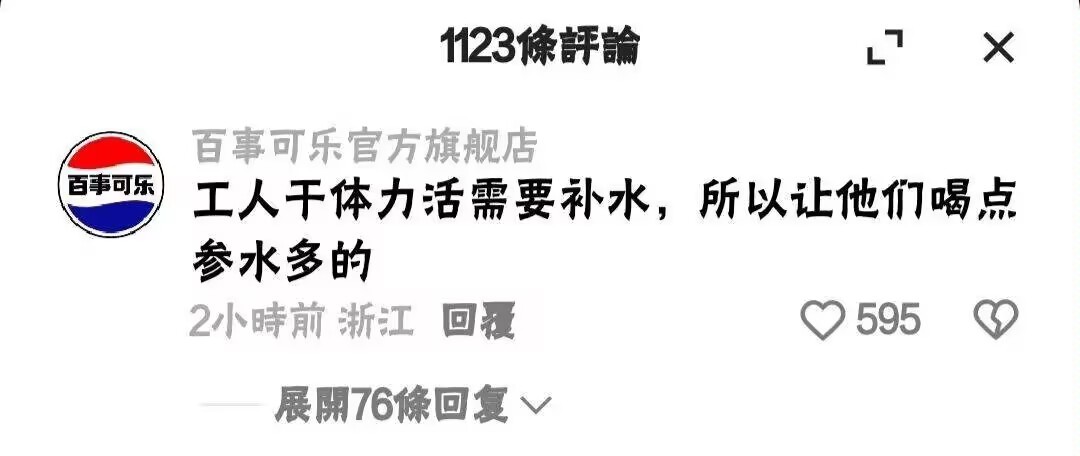 1123條評論
百事可乐官方旗舰店
百事可乐
工人干体力活需要补水，所以让他们喝点
参水多的
2小時前 浙江 回覆
595
展開76條回复